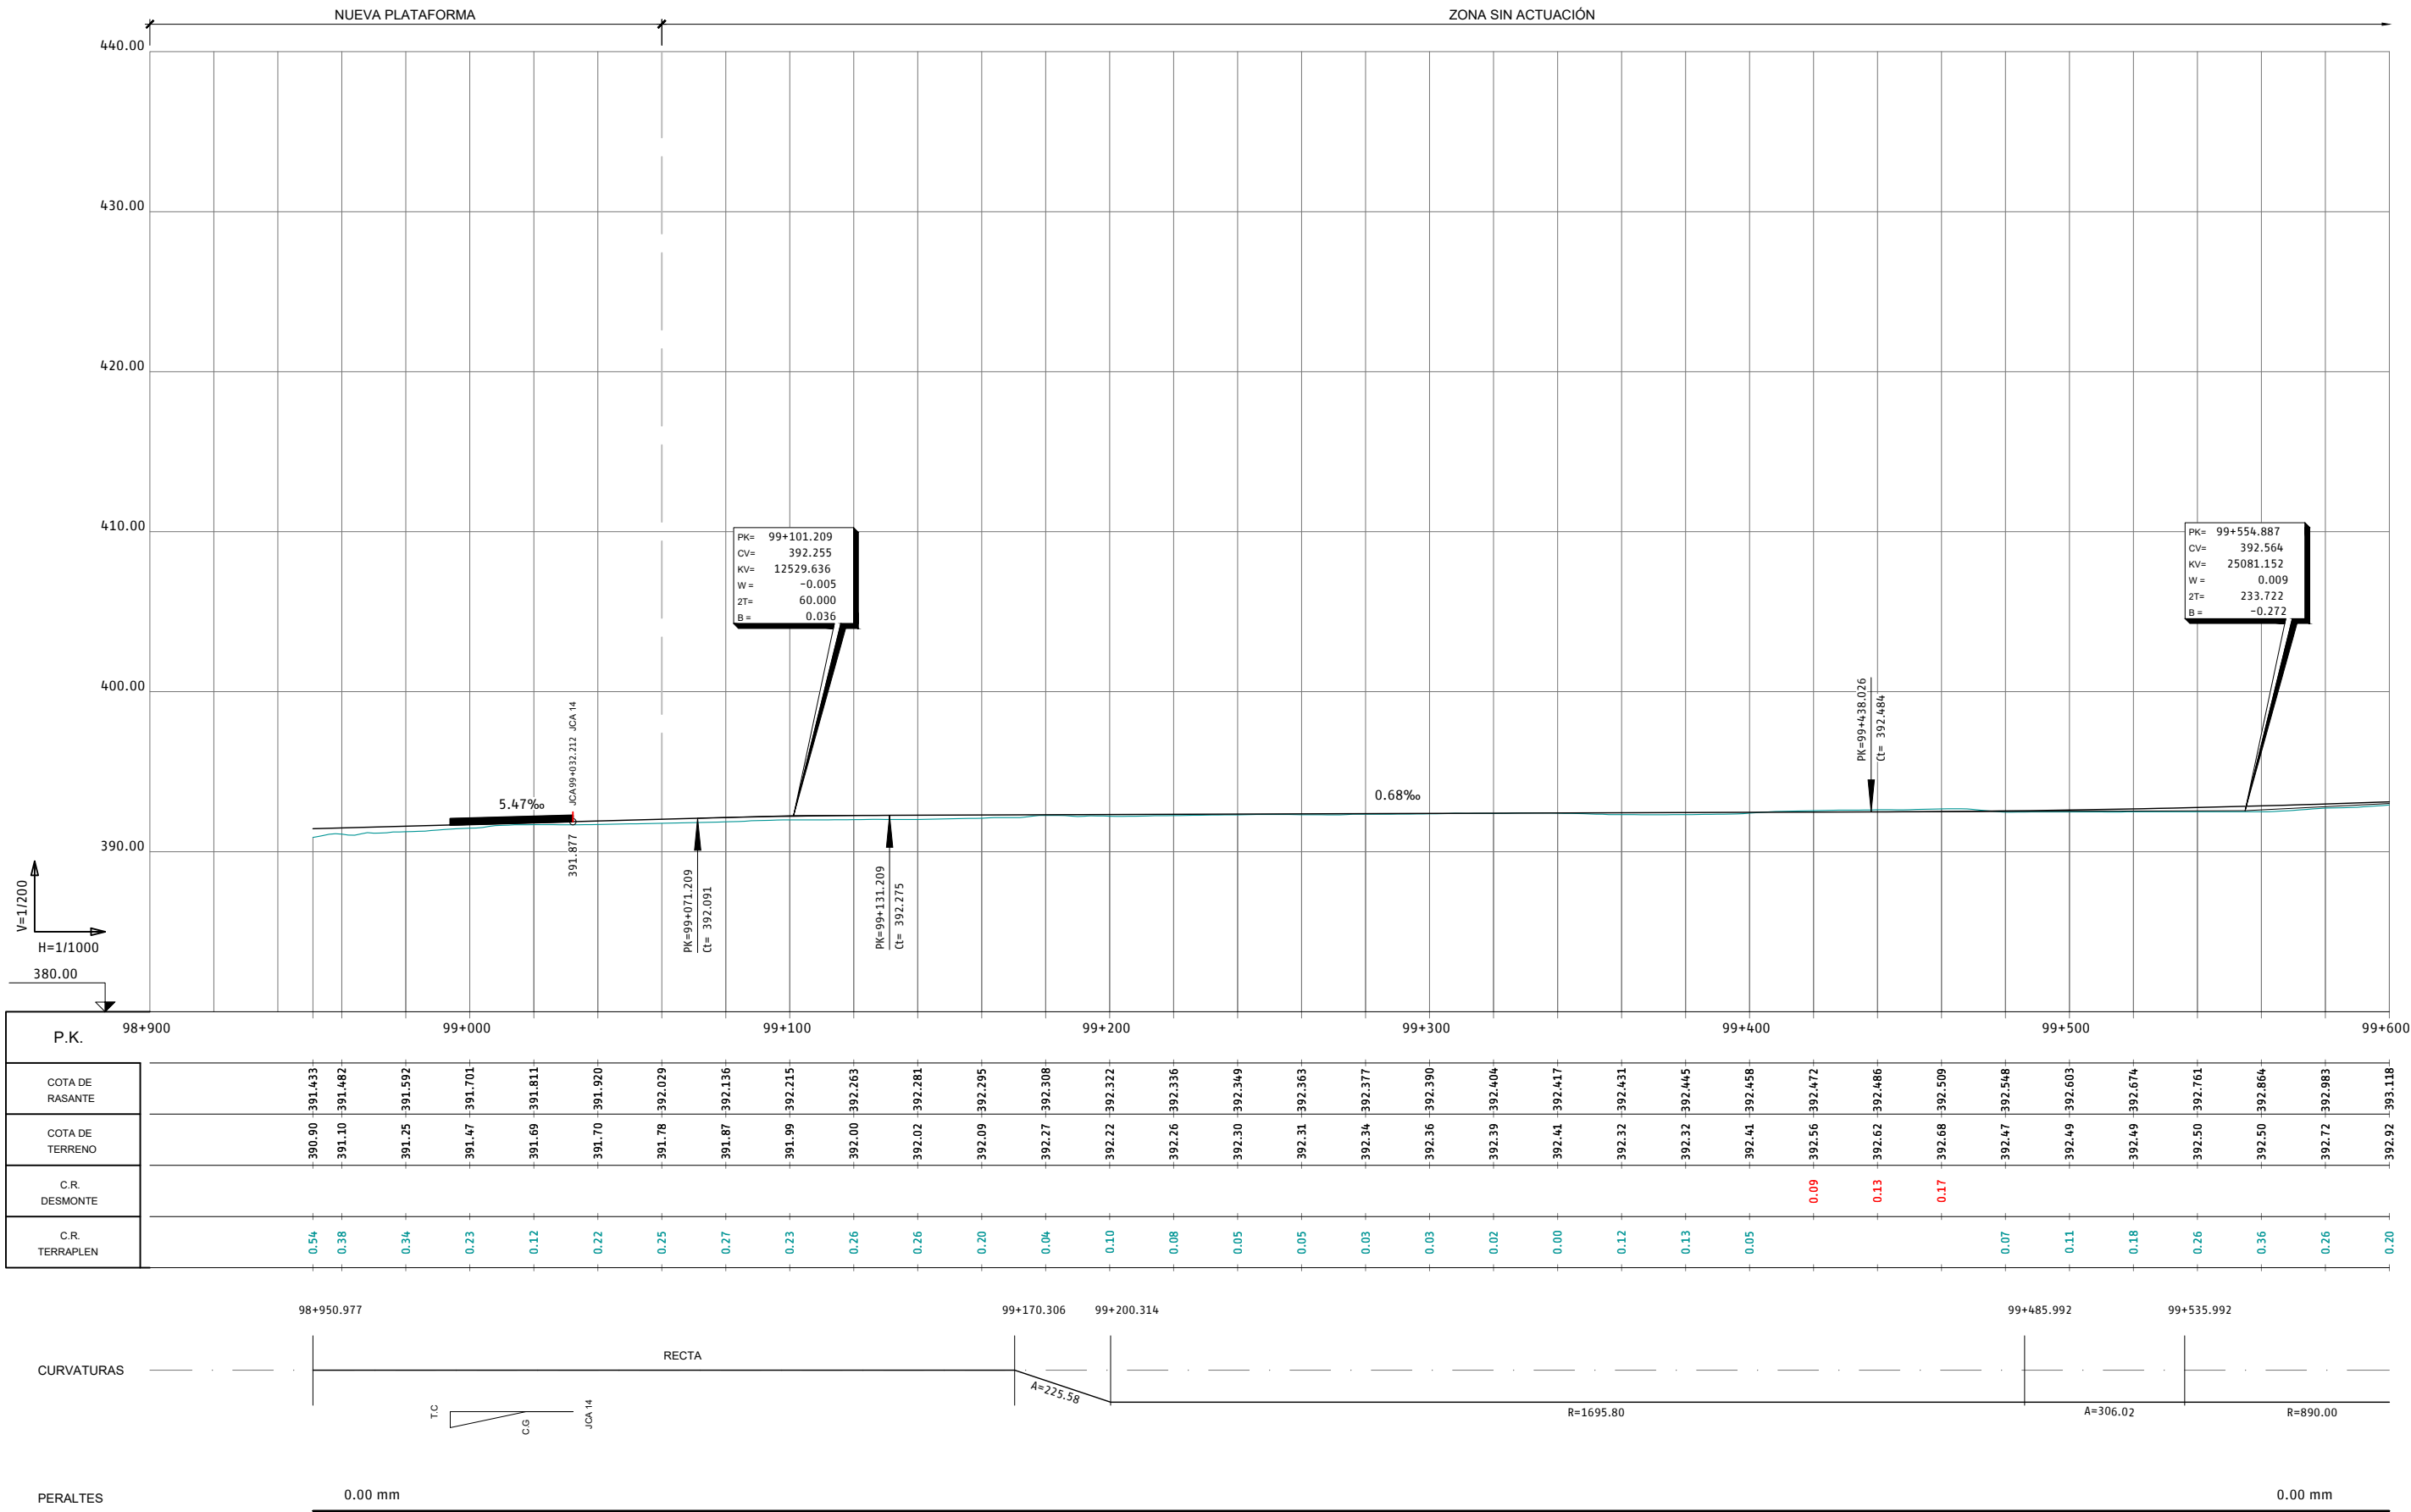 NUEVA PLATAFORMA
ZONA SIN ACTUACIÓN
440.00
430.00
420.00
410.00
400.00
390.00
PK= 99+101.209
CV= 392.255
KV= 12529.636
W = -0.005
2T= 60.000
B = 0.036
PK= 99+554.887
CV= 392.564
KV= 25081.152
W = 0.009
2T= 233.722
B = -0.272
5.47‰
JCA99+032.212 JCA 14
391.877
PK=99+071.209
Ct= 392.091
PK=99+131.209
Ct= 392.275
0.68‰
PK=99+438.026
Ct= 392.484
V=1/200
H=1/1000
380.00
P.K.
98+900 99+000 99+100 99+200 99+300 99+400 99+500 99+600
COTA DE
RASANTE
391.433 391.482 391.592 391.701 391.811 391.920 392.029 392.136 392.215 392.263 392.281 392.295 392.308 392.322 392.336 392.349 392.363 392.377 392.390 392.404 392.417 392.431 392.445 392.458 392.472 392.486 392.509 392.548 392.603 392.674 392.761 392.864 392.983 393.118
COTA DE
TERRENO
390.90 391.10 391.25 391.47 391.69 391.70 391.78 391.87 391.99 392.00 392.02 392.09 392.27 392.22 392.26 392.30 392.31 392.34 392.36 392.39 392.41 392.32 392.32 392.41 392.56 392.62 392.68 392.47 392.49 392.49 392.50 392.50 392.72 392.92
C.R.
DESMONTE
0.09 0.13 0.17
C.R.
TERRAPLEN
0.54 0.38 0.34 0.23 0.12 0.22 0.25 0.27 0.23 0.26 0.26 0.20 0.04 0.10 0.08 0.05 0.05 0.03 0.03 0.02 0.00 0.12 0.13 0.05 0.07 0.11 0.18 0.26 0.36 0.26 0.20
98+950.977 99+170.306 99+200.314 99+485.992 99+535.992
CURVATURAS
RECTA
A=225.58
R=1695.80
A=306.02
R=890.00
T.C
C.G
JCA 14
PERALTES
0.00 mm
0.00 mm